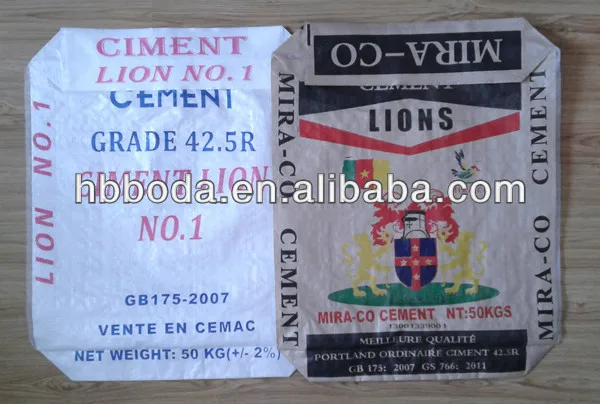 CIMENT
LION NO. 1
CEMENT
GRADE 42.5R
CIMENT LION
NO.1
LION NO. 1
GB175-2007
VENTE EN CEMAC
NET WEIGHT: 50 KG(+/- 2%)
MIRA-CO
CEMENT
LIONS
MIRA-CO CEMENT
MIRA-CO CEMENT
MIRA-CO CEMENT NT:50KGS
MEILLEURE QUALITÉ
PORTLAND ORDINAIRE CIMENT 42.5R
GB 175: 2007 GS 766: 2011
hbboda.en.alibaba.com